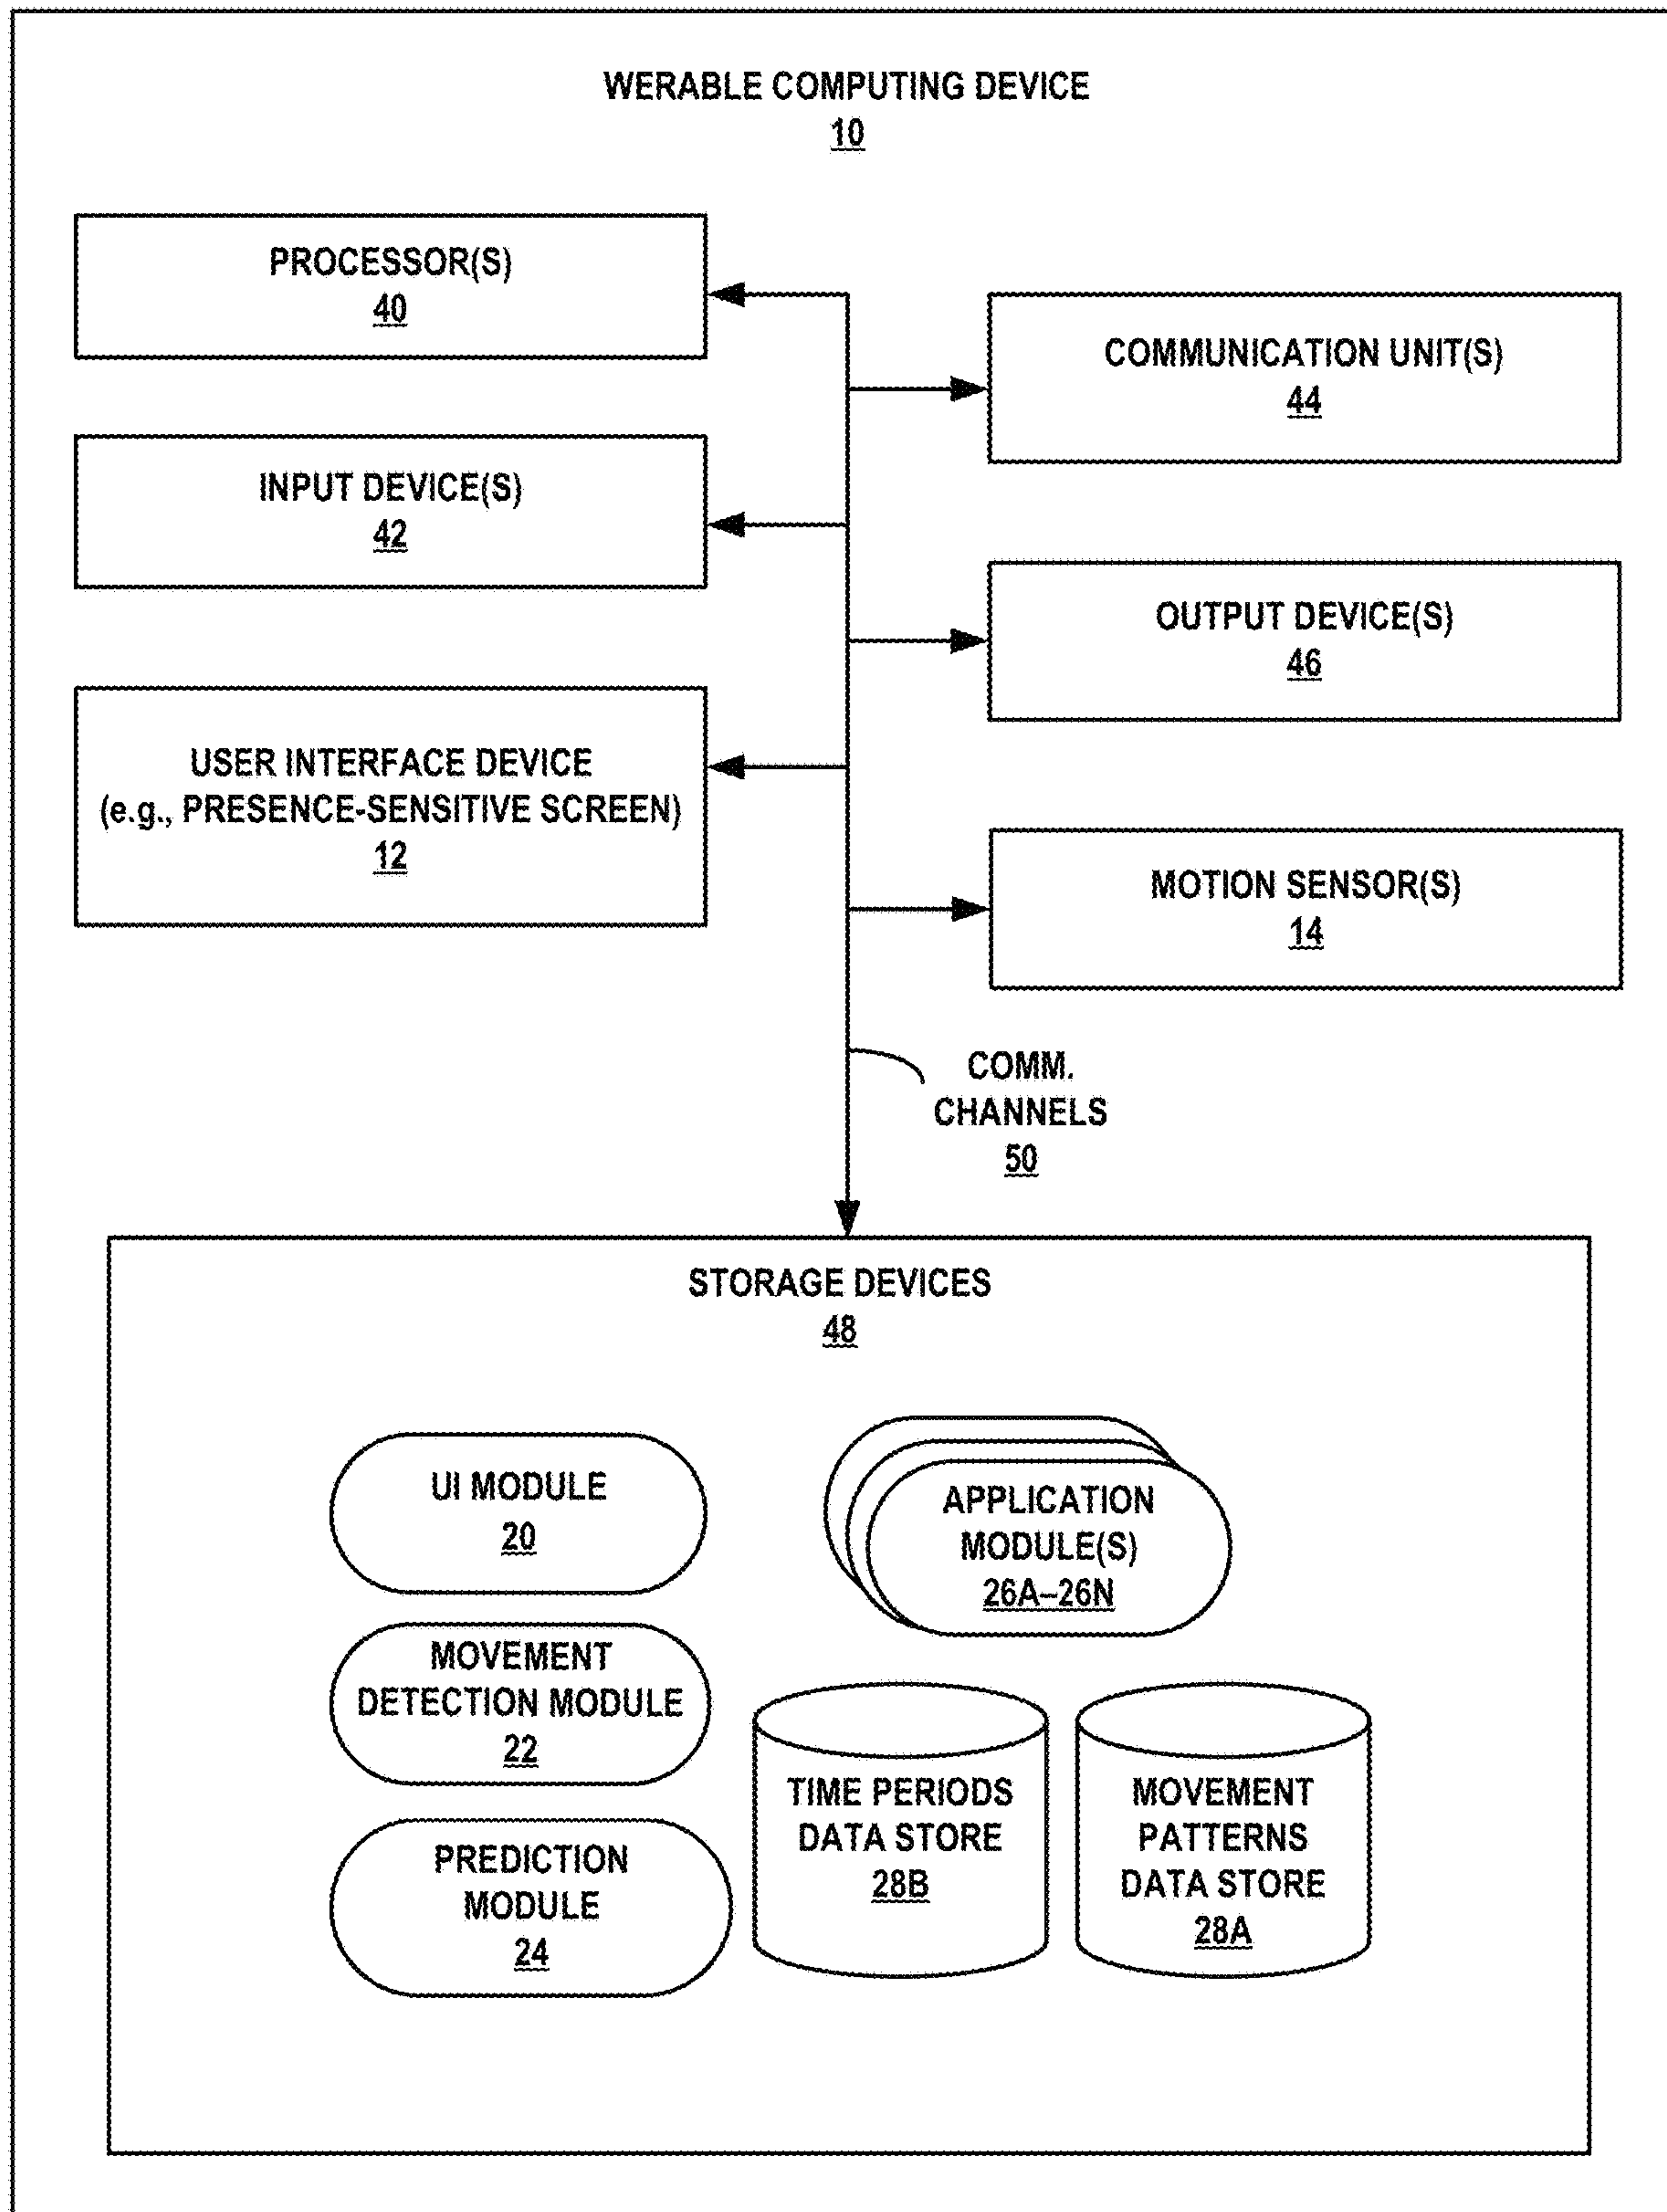 WERABLE COMPUTING DEVICE
10
PROCESSOR(S)
40
COMMUNICATION UNIT(S)
44
INPUT DEVICE(S)
42
OUTPUT DEVICE(S)
46
USER INTERFACE DEVICE
(e.g., PRESENCE-SENSITIVE SCREEN)
12
MOTION SENSOR(S)
14
COMM.
CHANNELS
50
STORAGE DEVICES
48
UI MODULE
20
APPLICATION
MODULE(S)
26A–26N
MOVEMENT
DETECTION MODULE
22
PREDICTION
MODULE
24
TIME PERIODS
DATA STORE
28B
MOVEMENT
PATTERNS
DATA STORE
28A